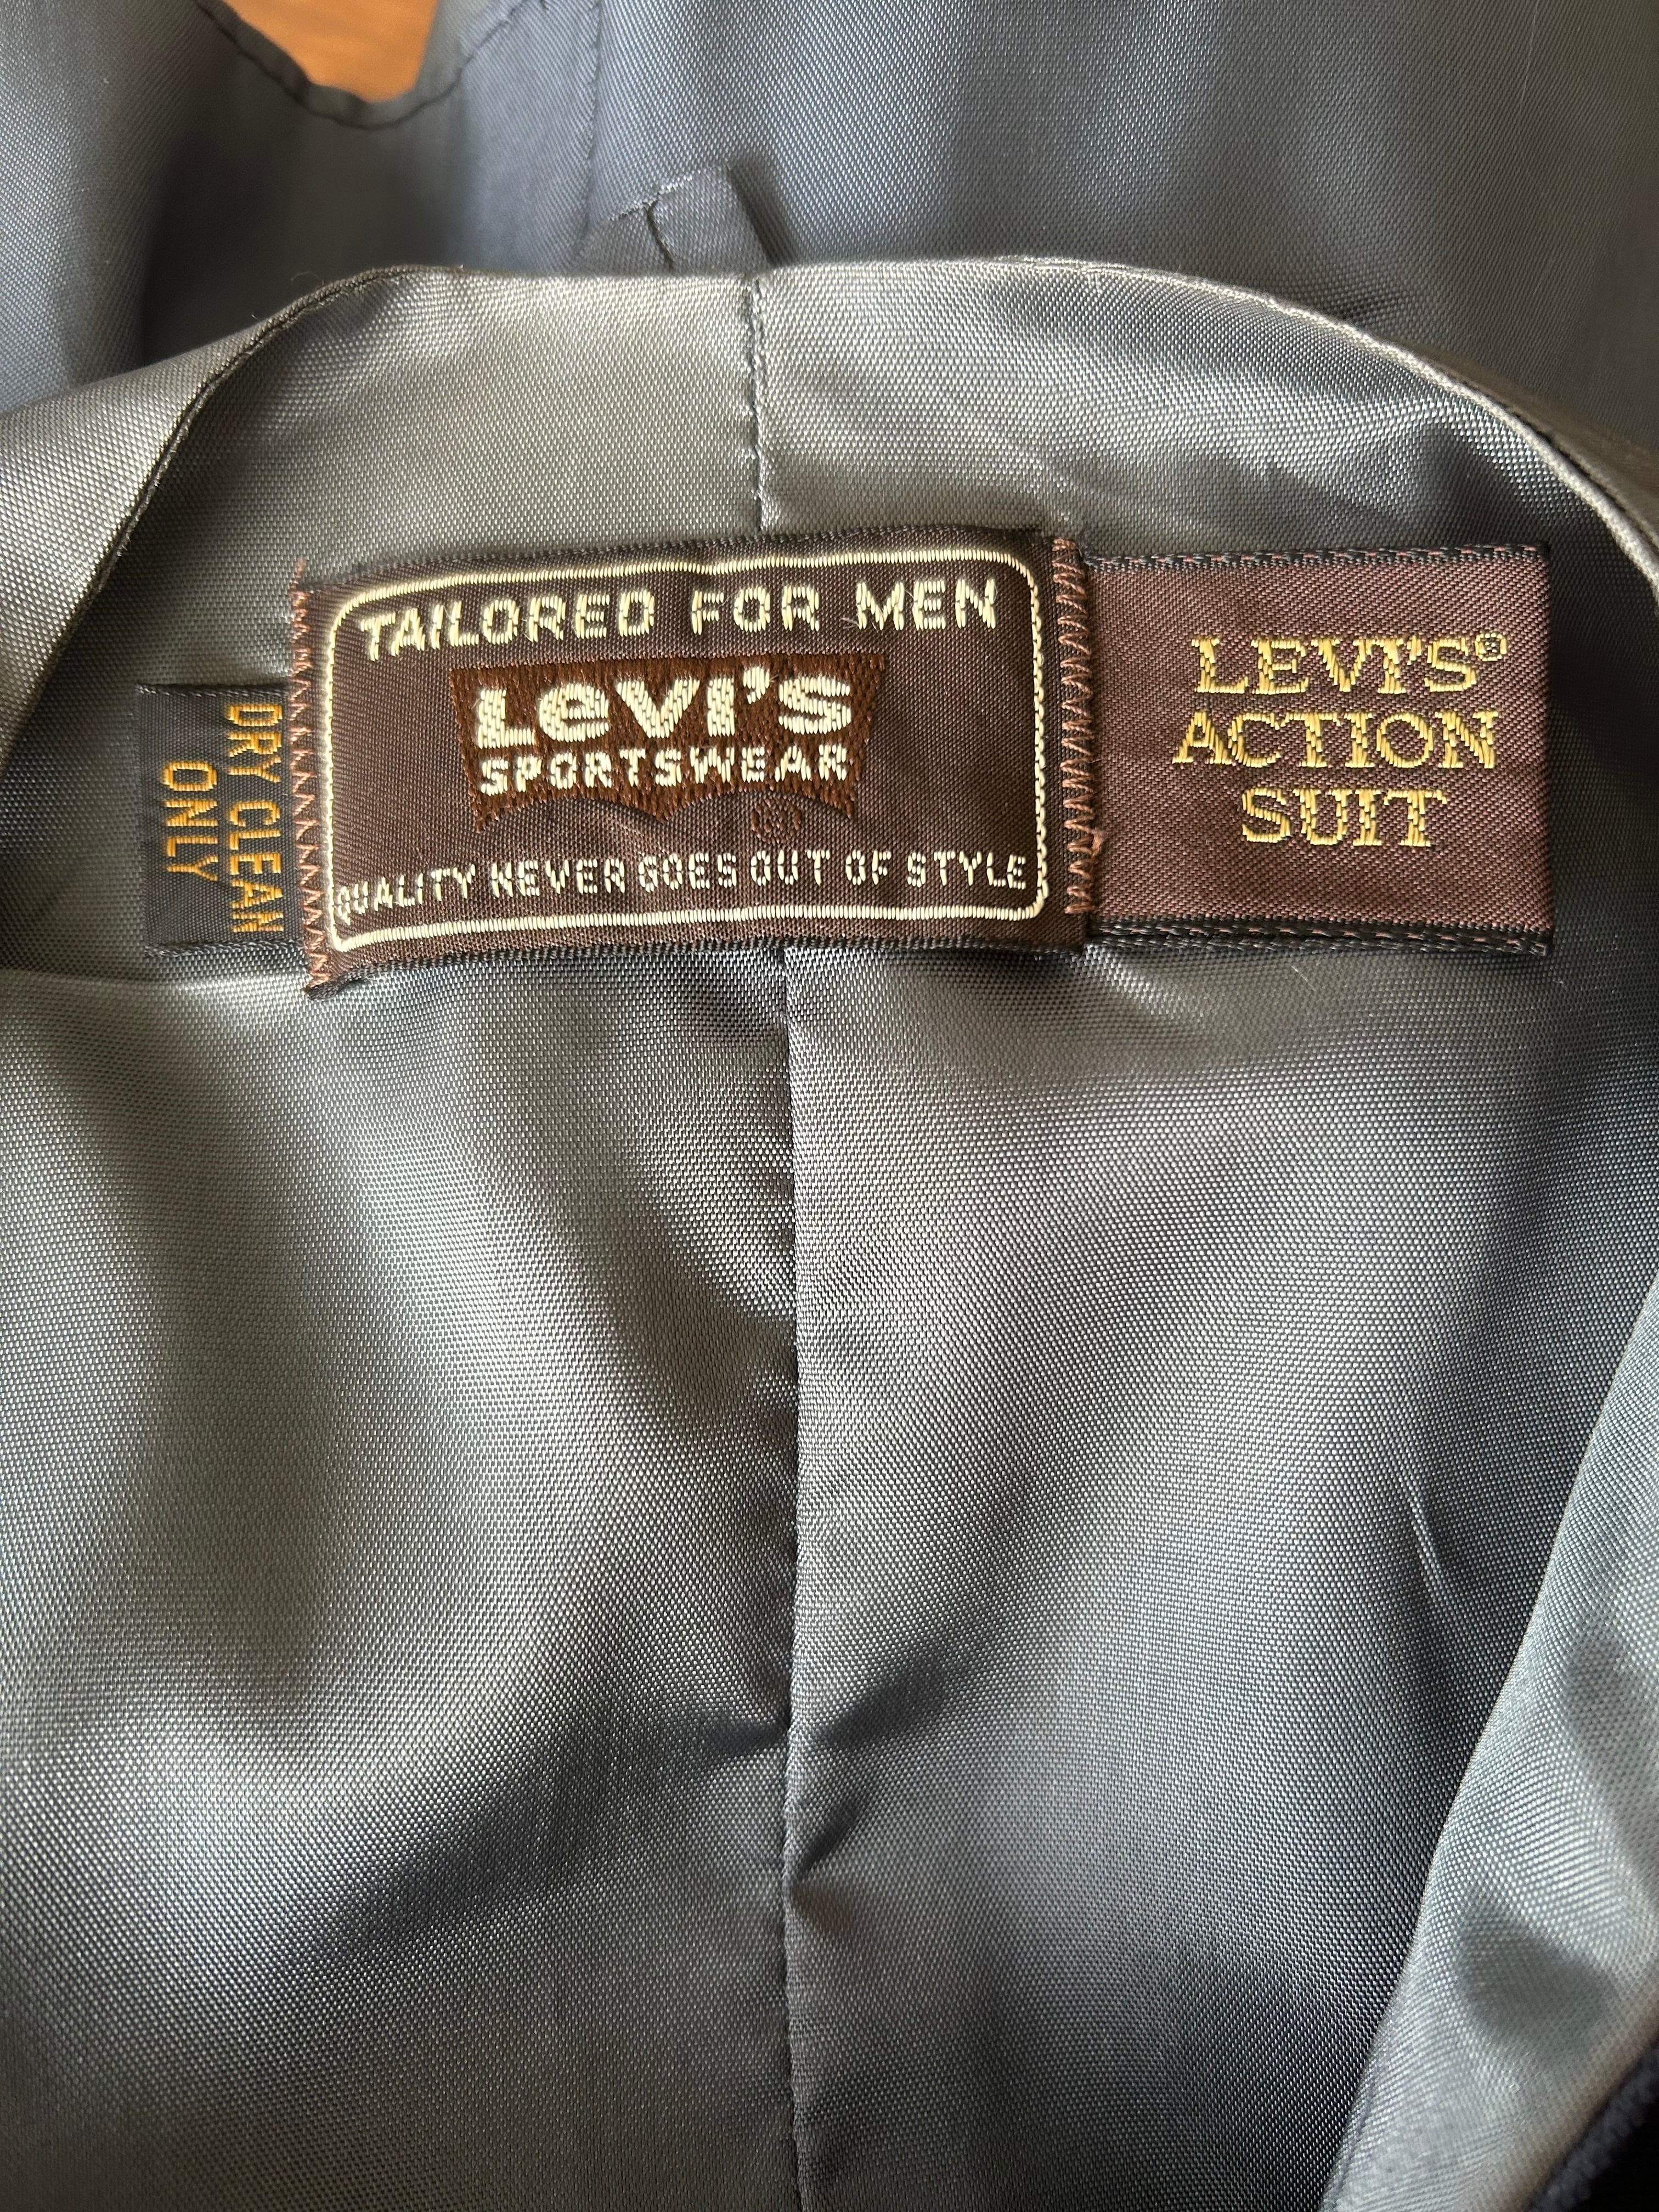 TAILORED FOR MEN
LEVI'S
SPORTSWEAR
®
QUALITY NEVER GOES OUT OF STYLE
LEVI'S®
ACTION
SUIT
DRY CLEAN
ONLY